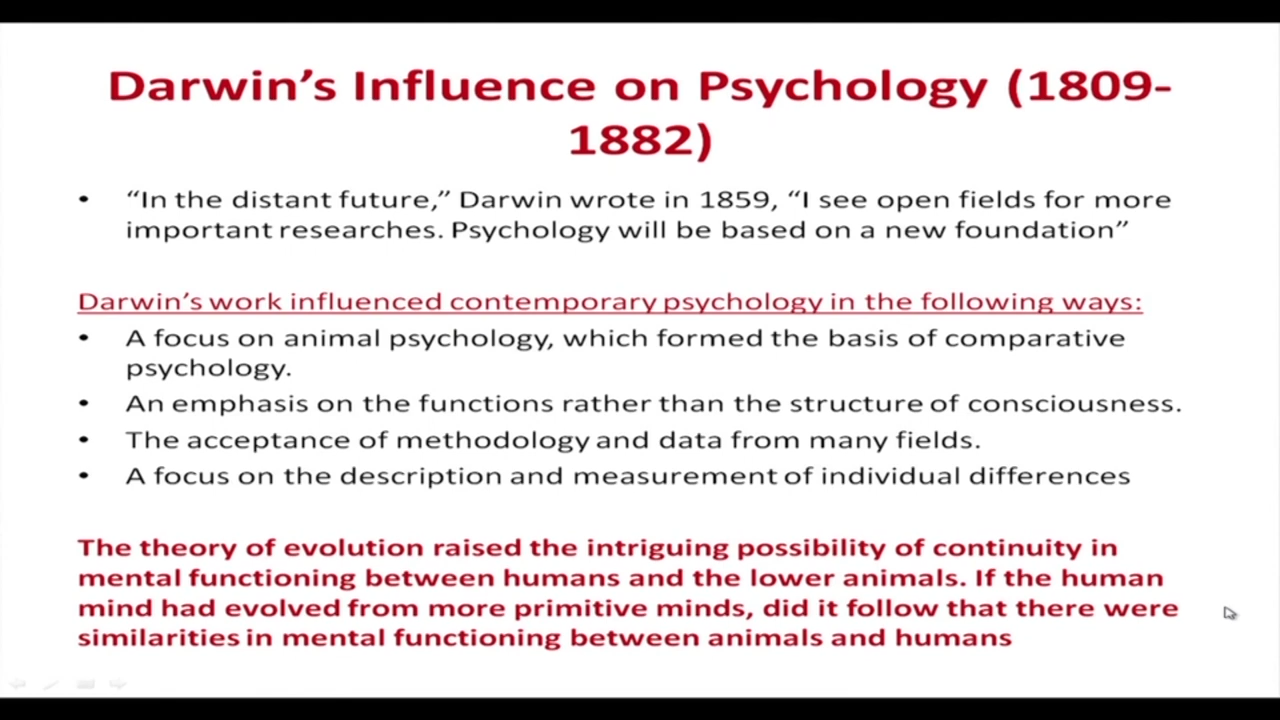 Darwin’s Influence on Psychology (1809-
1882)
• “In the distant future,” Darwin wrote in 1859, “I see open fields for more
important researches. Psychology will be based on a new foundation”
Darwin’s work influenced contemporary psychology in the following ways:
• A focus on animal psychology, which formed the basis of comparative
psychology.
• An emphasis on the functions rather than the structure of consciousness.
• The acceptance of methodology and data from many fields.
• A focus on the description and measurement of individual differences
The theory of evolution raised the intriguing possibility of continuity in
mental functioning between humans and the lower animals. If the human
mind had evolved from more primitive minds, did it follow that there were
similarities in mental functioning between animals and humans